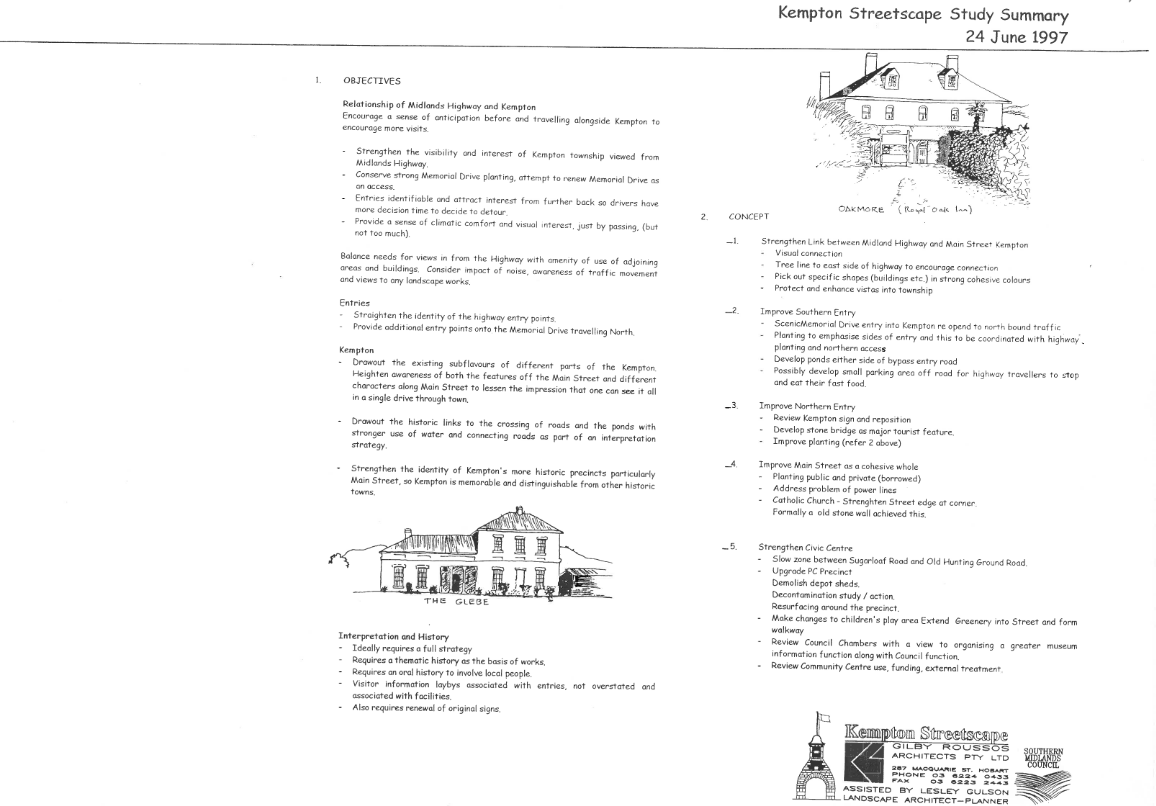 Kempton Streetscape Study Summary
24 June 1997
1. OBJECTIVES
Relationship of Midlands Highway and Kempton
Encourage a sense of anticipation before and travelling alongside Kempton to
encourage more visits.
- Strengthen the visibility and interest of Kempton township viewed from
Midlands Highway.
- Conserve strong Memorial Drive planting, attempt to renew Memorial Drive as
an access.
- Entries identifiable and attract interest from further back so drivers have
more decision time to decide to detour.
- Provide a sense of climatic comfort and visual interest, just by passing, (but
not too much).
Balance needs for views in from the Highway with amenity of use of adjoining
areas and buildings. Consider impact of noise, awareness of traffic movement
and views to any landscape works.
Entries
- Straighten the identity of the highway entry points.
- Provide additional entry points onto the Memorial Drive travelling North.
Kempton
- Drawout the existing subflavours of different parts of the Kempton.
Heighten awareness of both the features off the Main Street and different
characters along Main Street to lessen the impression that one can see it all
in a single drive through town.
- Drawout the historic links to the crossing of roads and the ponds with
stronger use of water and connecting roads as part of an interpretation
strategy.
- Strengthen the identity of Kempton's more historic precincts particularly
Main Street, so Kempton is memorable and distinguishable from other historic
towns.
THE GLEBE
Interpretation and History
- Ideally requires a full strategy
- Requires a thematic history as the basis of works.
- Requires an oral history to involve local people.
- Visitor information laybys associated with entries, not overstated and
associated with facilities.
- Also requires renewal of original signs.
OAKMORE (Royal Oak Inn)
2. CONCEPT
1. Strengthen Link between Midland Highway and Main Street Kempton
- Visual connection
- Tree line to east side of highway to encourage connection
- Pick out specific shapes (buildings etc.) in strong cohesive colours
- Protect and enhance vistas into township
2. Improve Southern Entry
- ScenicMemorial Drive entry into Kempton re opend to north bound traffic
- Planting to emphasise sides of entry and this to be coordinated with highway
planting and northern access
- Develop ponds either side of bypass entry road
- Possibly develop small parking area off road for highway travellers to stop
and eat their fast food.
3. Improve Northern Entry
- Review Kempton sign and reposition
- Develop stone bridge as major tourist feature.
- Improve planting (refer 2 above)
4. Improve Main Street as a cohesive whole
- Planting public and private (borrowed)
- Address problem of power lines
- Catholic Church - Strenghten Street edge at corner.
Formally a old stone wall achieved this.
5. Strengthen Civic Centre
- Slow zone between Sugarloaf Road and Old Hunting Ground Road.
- Upgrade PC Precinct
Demolish depot sheds.
Decontamination study / action.
Resurfacing around the precinct.
- Make changes to children's play area Extend Greenery into Street and form
walkway
- Review Council Chambers with a view to organising a greater museum
information function along with Council function.
- Review Community Centre use, funding, external treatment.
Kempton Streetscape
GILBY ROUSSOS
ARCHITECTS PTY LTD
287 MACQUARIE ST. HOBART
PHONE 03 6224 0433
FAX 03 6223 2443
ASSISTED BY LESLEY GULSON
LANDSCAPE ARCHITECT-PLANNER
SOUTHERN
MIDLANDS
COUNCIL